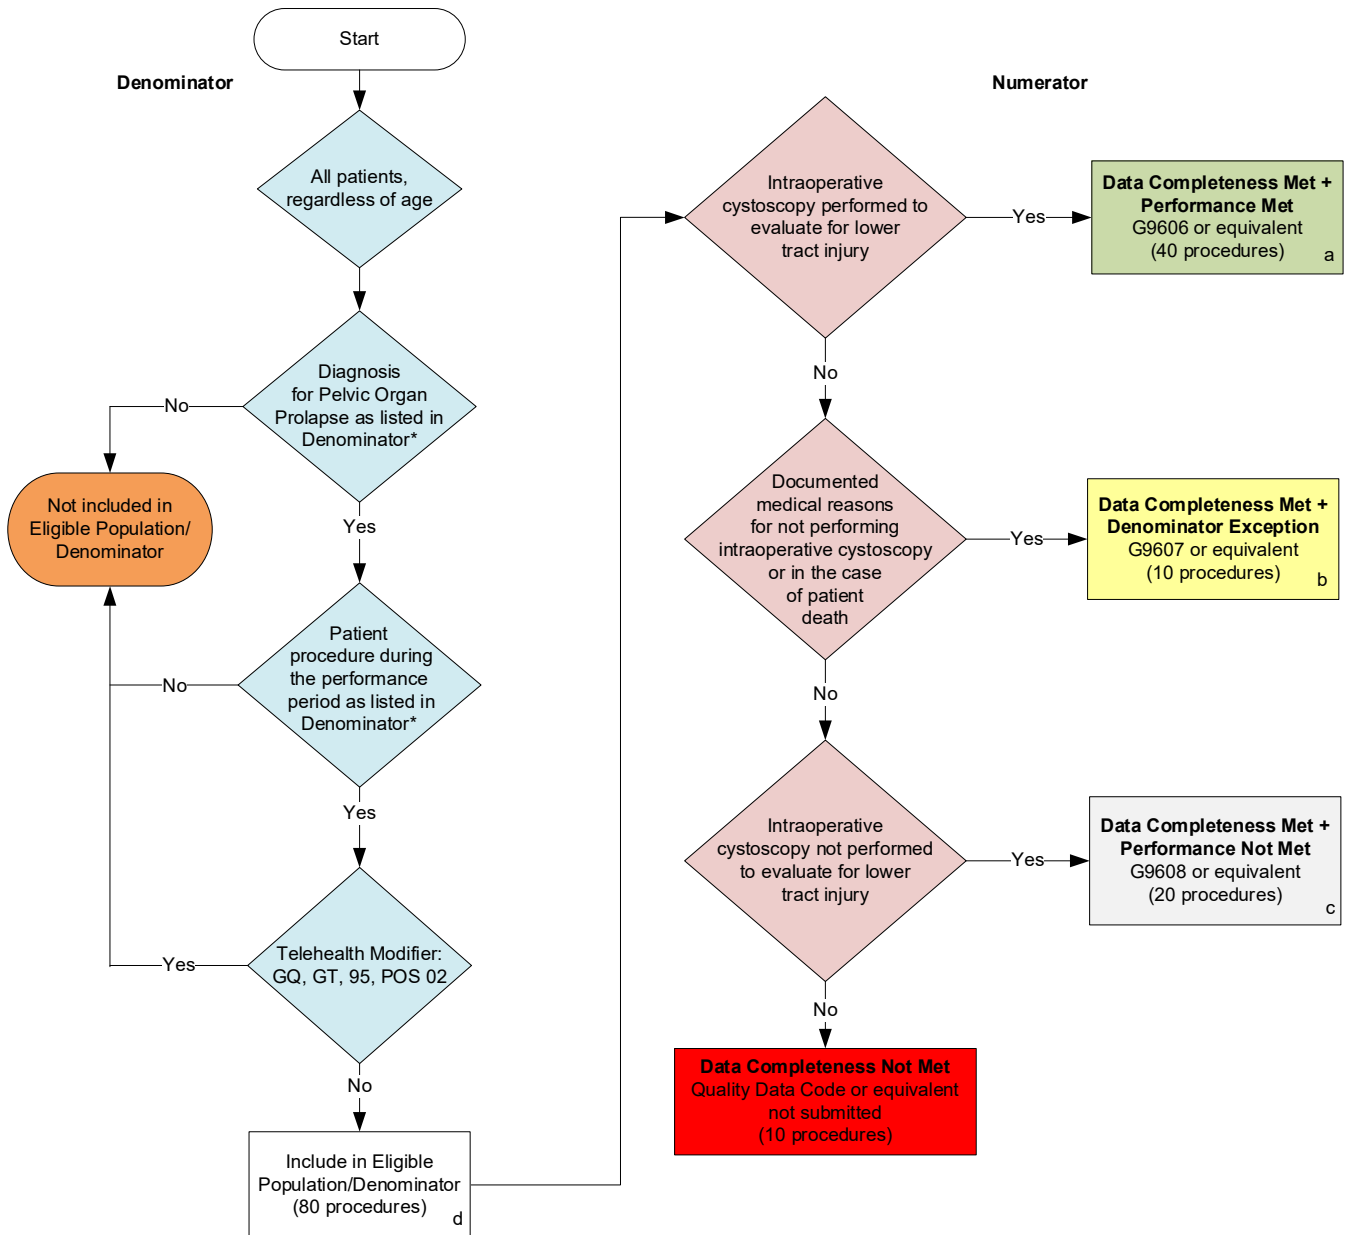 Start
Denominator
All patients,
regardless of age
Diagnosis
for Pelvic Organ
Prolapse as listed in
Denominator*
No
Not included in
Eligible Population/
Denominator
Yes
Patient
procedure during
the performance
period as listed in
Denominator*
No
Yes
Telehealth Modifier:
GQ, GT, 95, POS 02
Yes
No
Include in Eligible
Population/Denominator
(80 procedures)
d
Numerator
Intraoperative
cystoscopy performed to
evaluate for lower
tract injury
Yes
Data Completeness Met +
Performance Met
G9606 or equivalent
(40 procedures)
a
No
Documented
medical reasons
for not performing
intraoperative cystoscopy
or in the case
of patient
death
Yes
Data Completeness Met +
Denominator Exception
G9607 or equivalent
(10 procedures)
b
No
Intraoperative
cystoscopy not performed
to evaluate for lower
tract injury
Yes
Data Completeness Met +
Performance Not Met
G9608 or equivalent
(20 procedures)
c
No
Data Completeness Not Met
Quality Data Code or equivalent
not submitted
(10 procedures)